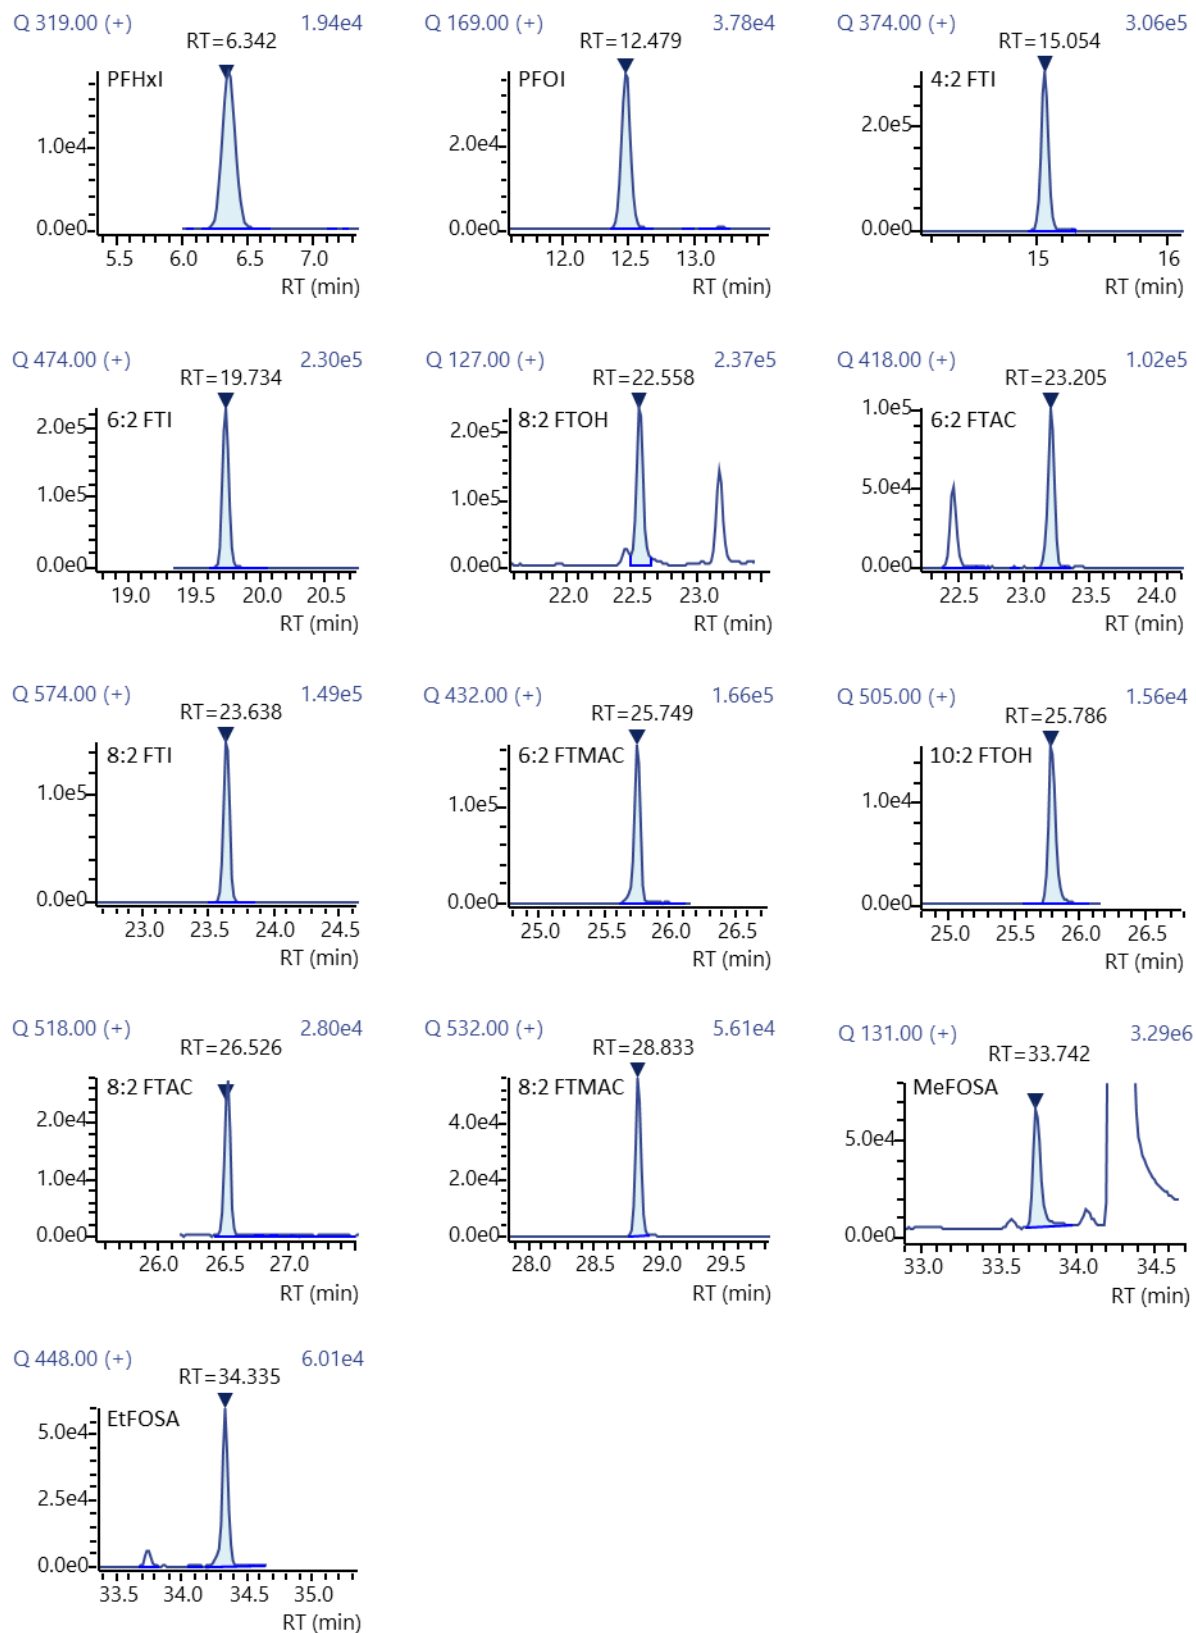 Q 319.00 (+) 1.94e4
RT=6.342
PFHxI
1.0e4
0.0e0
5.5 6.0 6.5 7.0
RT (min)
Q 169.00 (+) 3.78e4
RT=12.479
PFOI
2.0e4
0.0e0
12.0 12.5 13.0
RT (min)
Q 374.00 (+) 3.06e5
RT=15.054
4:2 FTI
2.0e5
0.0e0
15 16
RT (min)
Q 474.00 (+) 2.30e5
RT=19.734
6:2 FTI
2.0e5
1.0e5
0.0e0
19.0 19.5 20.0 20.5
RT (min)
Q 127.00 (+) 2.37e5
RT=22.558
8:2 FTOH
2.0e5
1.0e5
0.0e0
22.0 22.5 23.0
RT (min)
Q 418.00 (+) 1.02e5
RT=23.205
1.0e5
6:2 FTAC
5.0e4
0.0e0
22.5 23.0 23.5 24.0
RT (min)
Q 574.00 (+) 1.49e5
RT=23.638
8:2 FTI
1.0e5
0.0e0
23.0 23.5 24.0 24.5
RT (min)
Q 432.00 (+) 1.66e5
RT=25.749
6:2 FTMAC
1.0e5
0.0e0
25.0 25.5 26.0 26.5
RT (min)
Q 505.00 (+) 1.56e4
RT=25.786
10:2 FTOH
1.0e4
0.0e0
25.0 25.5 26.0 26.5
RT (min)
Q 518.00 (+) 2.80e4
RT=26.526
8:2 FTAC
2.0e4
1.0e4
0.0e0
26.0 26.5 27.0
RT (min)
Q 532.00 (+) 5.61e4
RT=28.833
8:2 FTMAC
4.0e4
2.0e4
0.0e0
28.0 28.5 29.0 29.5
RT (min)
Q 131.00 (+) 3.29e6
RT=33.742
MeFOSA
5.0e4
0.0e0
33.0 33.5 34.0 34.5
RT (min)
Q 448.00 (+) 6.01e4
RT=34.335
EtFOSA
5.0e4
2.5e4
0.0e0
33.5 34.0 34.5 35.0
RT (min)